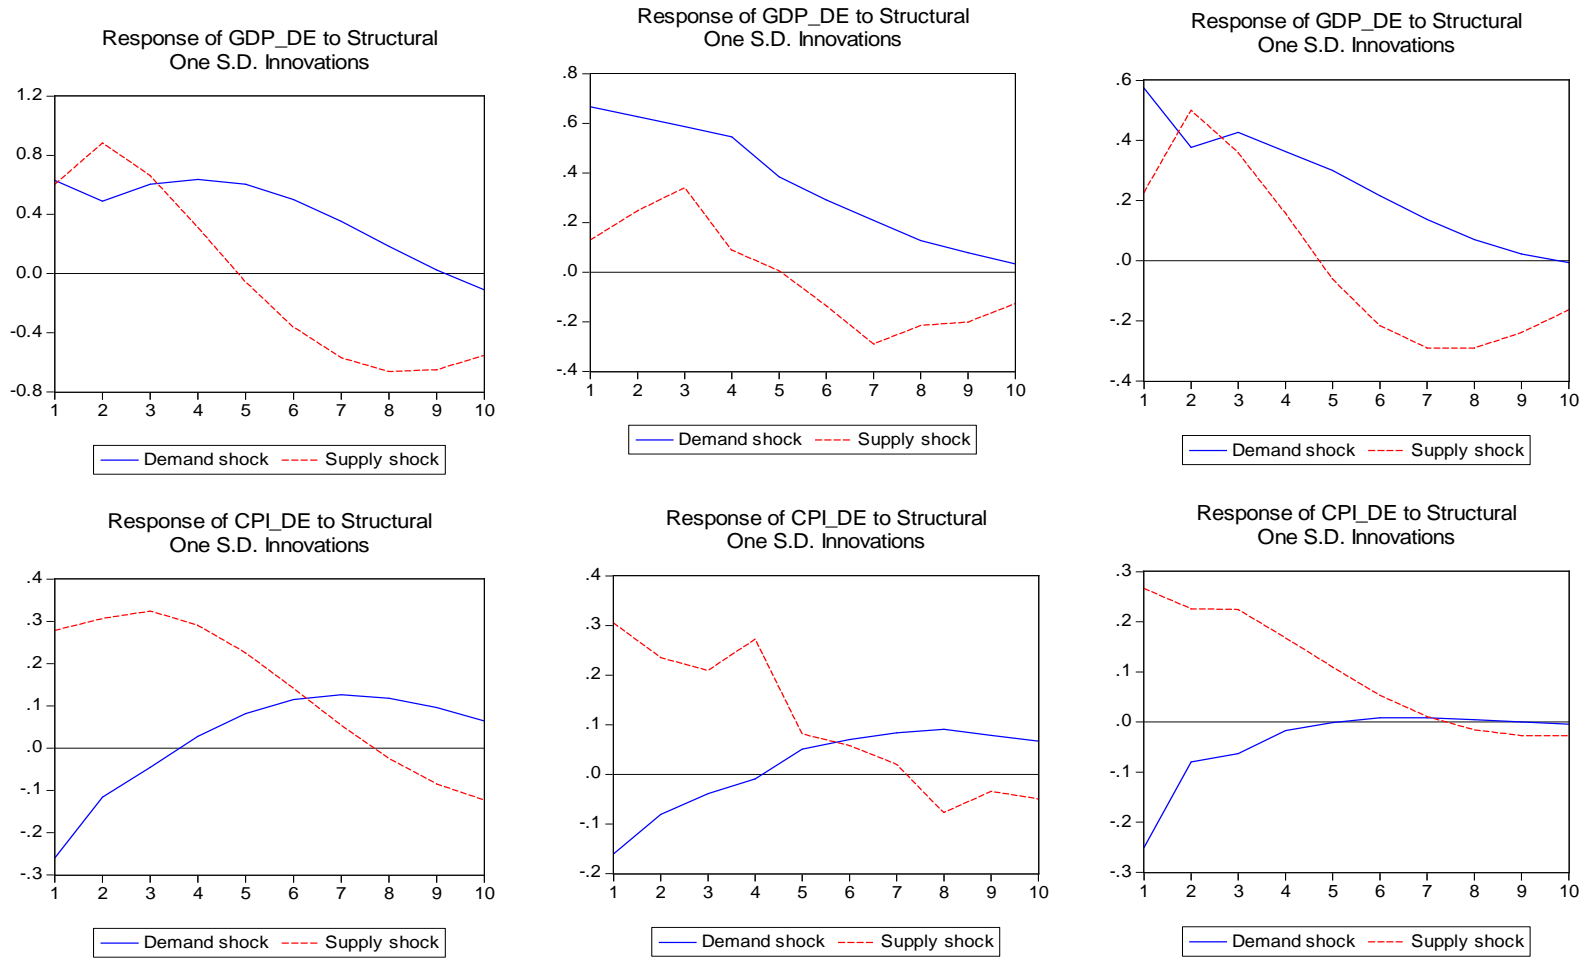 Response of GDP_DE to Structural
One S.D. Innovations
1.2
0.8
0.4
0.0
-0.4
-0.8
1 2 3 4 5 6 7 8 9 10
Demand shock Supply shock
Response of GDP_DE to Structural
One S.D. Innovations
.8
.6
.4
.2
.0
-.2
-.4
1 2 3 4 5 6 7 8 9 10
Demand shock Supply shock
Response of GDP_DE to Structural
One S.D. Innovations
.6
.4
.2
.0
-.2
-.4
1 2 3 4 5 6 7 8 9 10
Demand shock Supply shock
Response of CPI_DE to Structural
One S.D. Innovations
.4
.3
.2
.1
.0
-.1
-.2
-.3
1 2 3 4 5 6 7 8 9 10
Demand shock Supply shock
Response of CPI_DE to Structural
One S.D. Innovations
.4
.3
.2
.1
.0
-.1
-.2
1 2 3 4 5 6 7 8 9 10
Demand shock Supply shock
Response of CPI_DE to Structural
One S.D. Innovations
.3
.2
.1
.0
-.1
-.2
-.3
1 2 3 4 5 6 7 8 9 10
Demand shock Supply shock